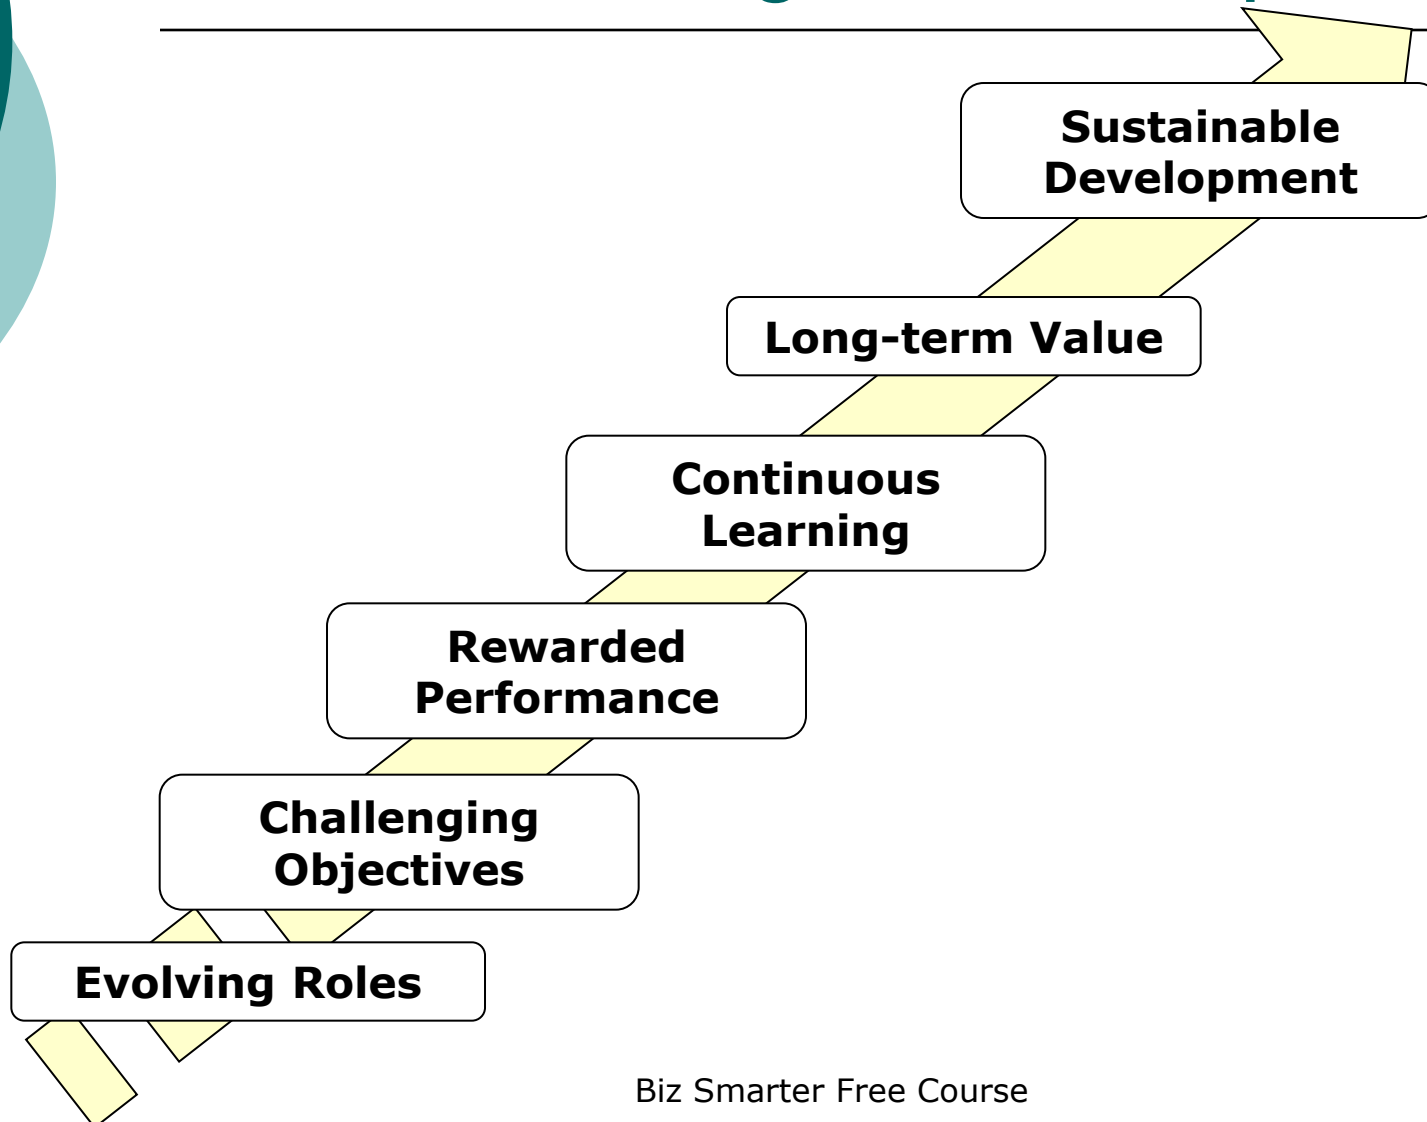 Sustainable
Development
Long-term Value
Continuous
Learning
Rewarded
Performance
Challenging
Objectives
Evolving Roles
Biz Smarter Free Course